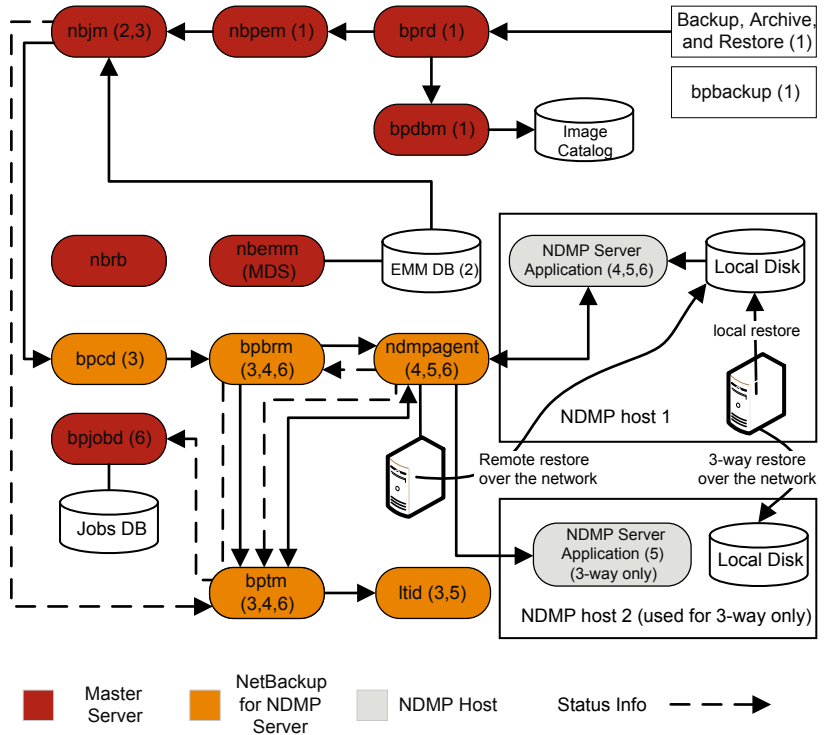 nbjm (2,3)
nbpem (1)
bprd (1)
Backup, Archive,
and Restore (1)
bpbackup (1)
bpdbm (1)
Image
Catalog
nbrb
nbemm
(MDS)
EMM DB (2)
NDMP Server
Application (4,5,6)
Local Disk
local restore
bpcd (3)
bpbrm
(3,4,6)
ndmpagent
(4,5,6)
NDMP host 1
bpjobd (6)
Jobs DB
Remote restore
over the network
3-way restore
over the network
NDMP Server
Application (5)
(3-way only)
Local Disk
bptm
(3,4,6)
ltid (3,5)
NDMP host 2 (used for 3-way only)
Master
Server
NetBackup
for NDMP
Server
NDMP Host
Status Info